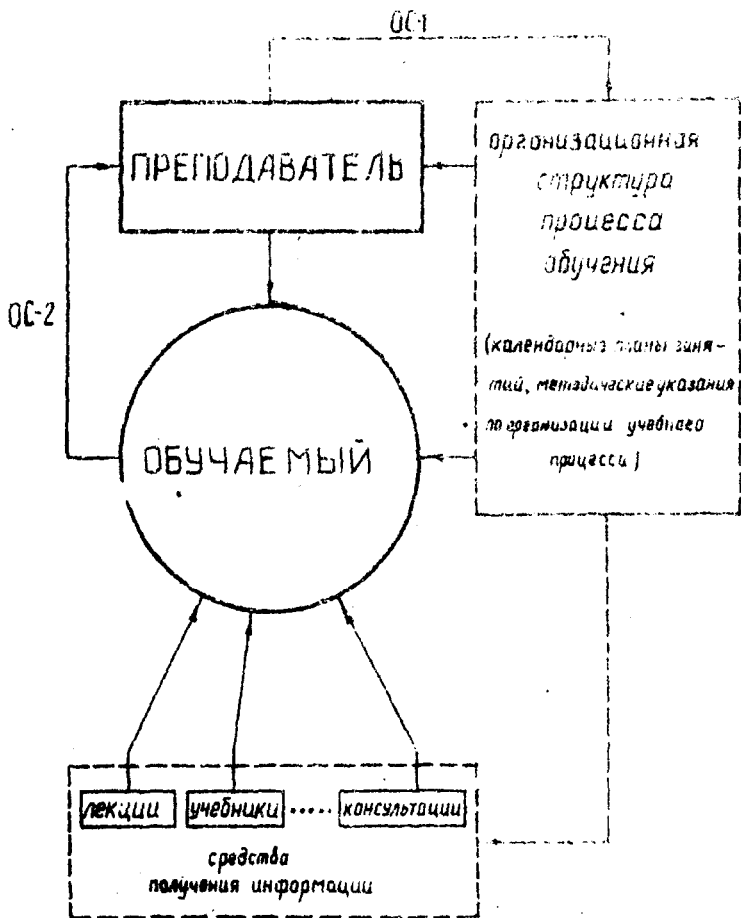 ОС-1
ПРЕПОДАВАТЕЛЬ
организационная
структура
процесса
обучения
ОС-2
(календарные планы заня-
тий, методические указания
по организации учебного
процесса)
ОБУЧАЕМЫЙ
лекции
учебники
.....
консультации
средства
получения информации